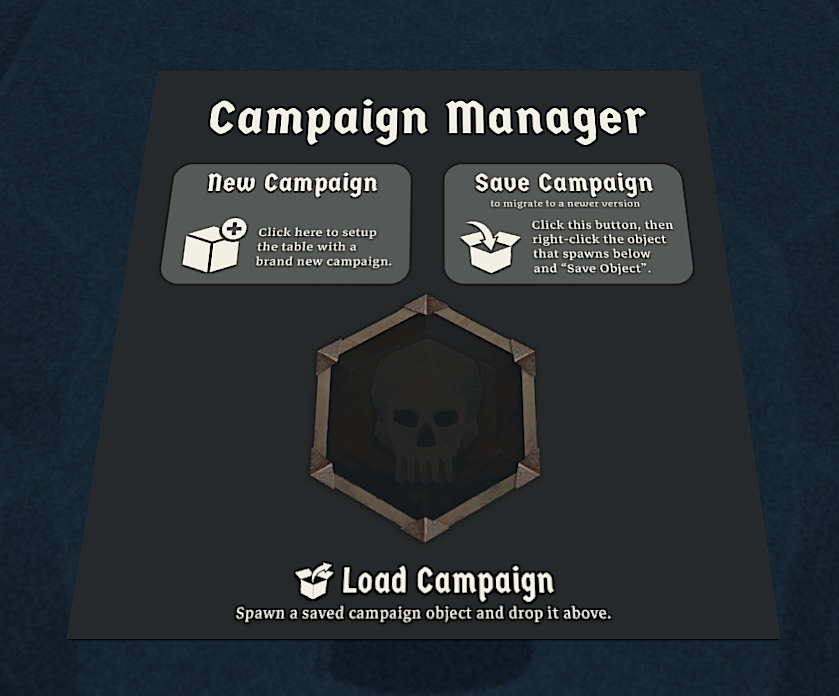 Campaign Manager
New Campaign
Click here to setup
the table with a
brand new campaign.
Save Campaign
to migrate to a newer version
Click this button, then
right-click the object
that spawns below
and “Save Object”.
Load Campaign
Spawn a saved campaign object and drop it above.